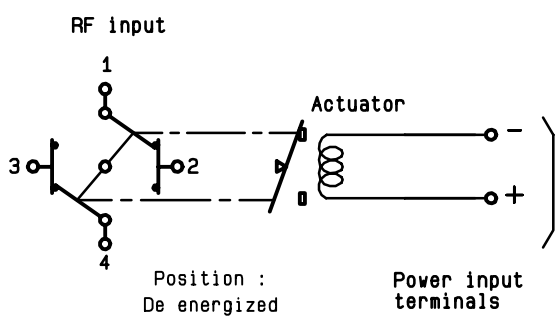 RF input
1
Actuator
−
3
2
+
4
Position :
De energized
Power input
terminals